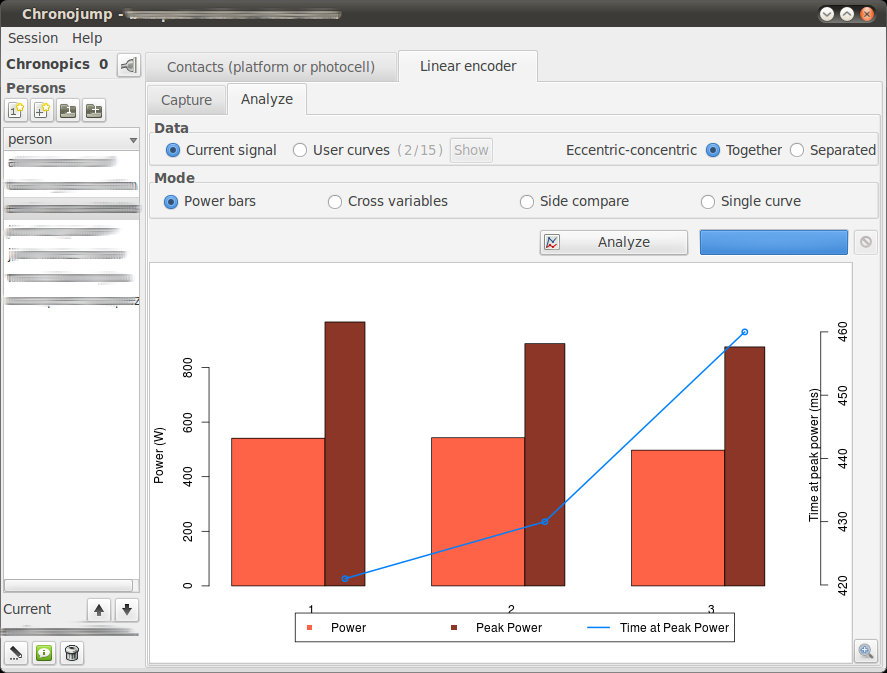 Chronojump -
Session Help
Chronopics 0
Persons
person
Current
Contacts (platform or photocell) Linear encoder
Capture Analyze
Data
Current signal User curves (2/15) Show Eccentric-concentric Together Separated
Mode
Power bars Cross variables Side compare Single curve
Analyze
Power (W)
0 200 400 600 800
1 2 3
420 430 440 450 460
Time at peak power (ms)
Power Peak Power Time at Peak Power